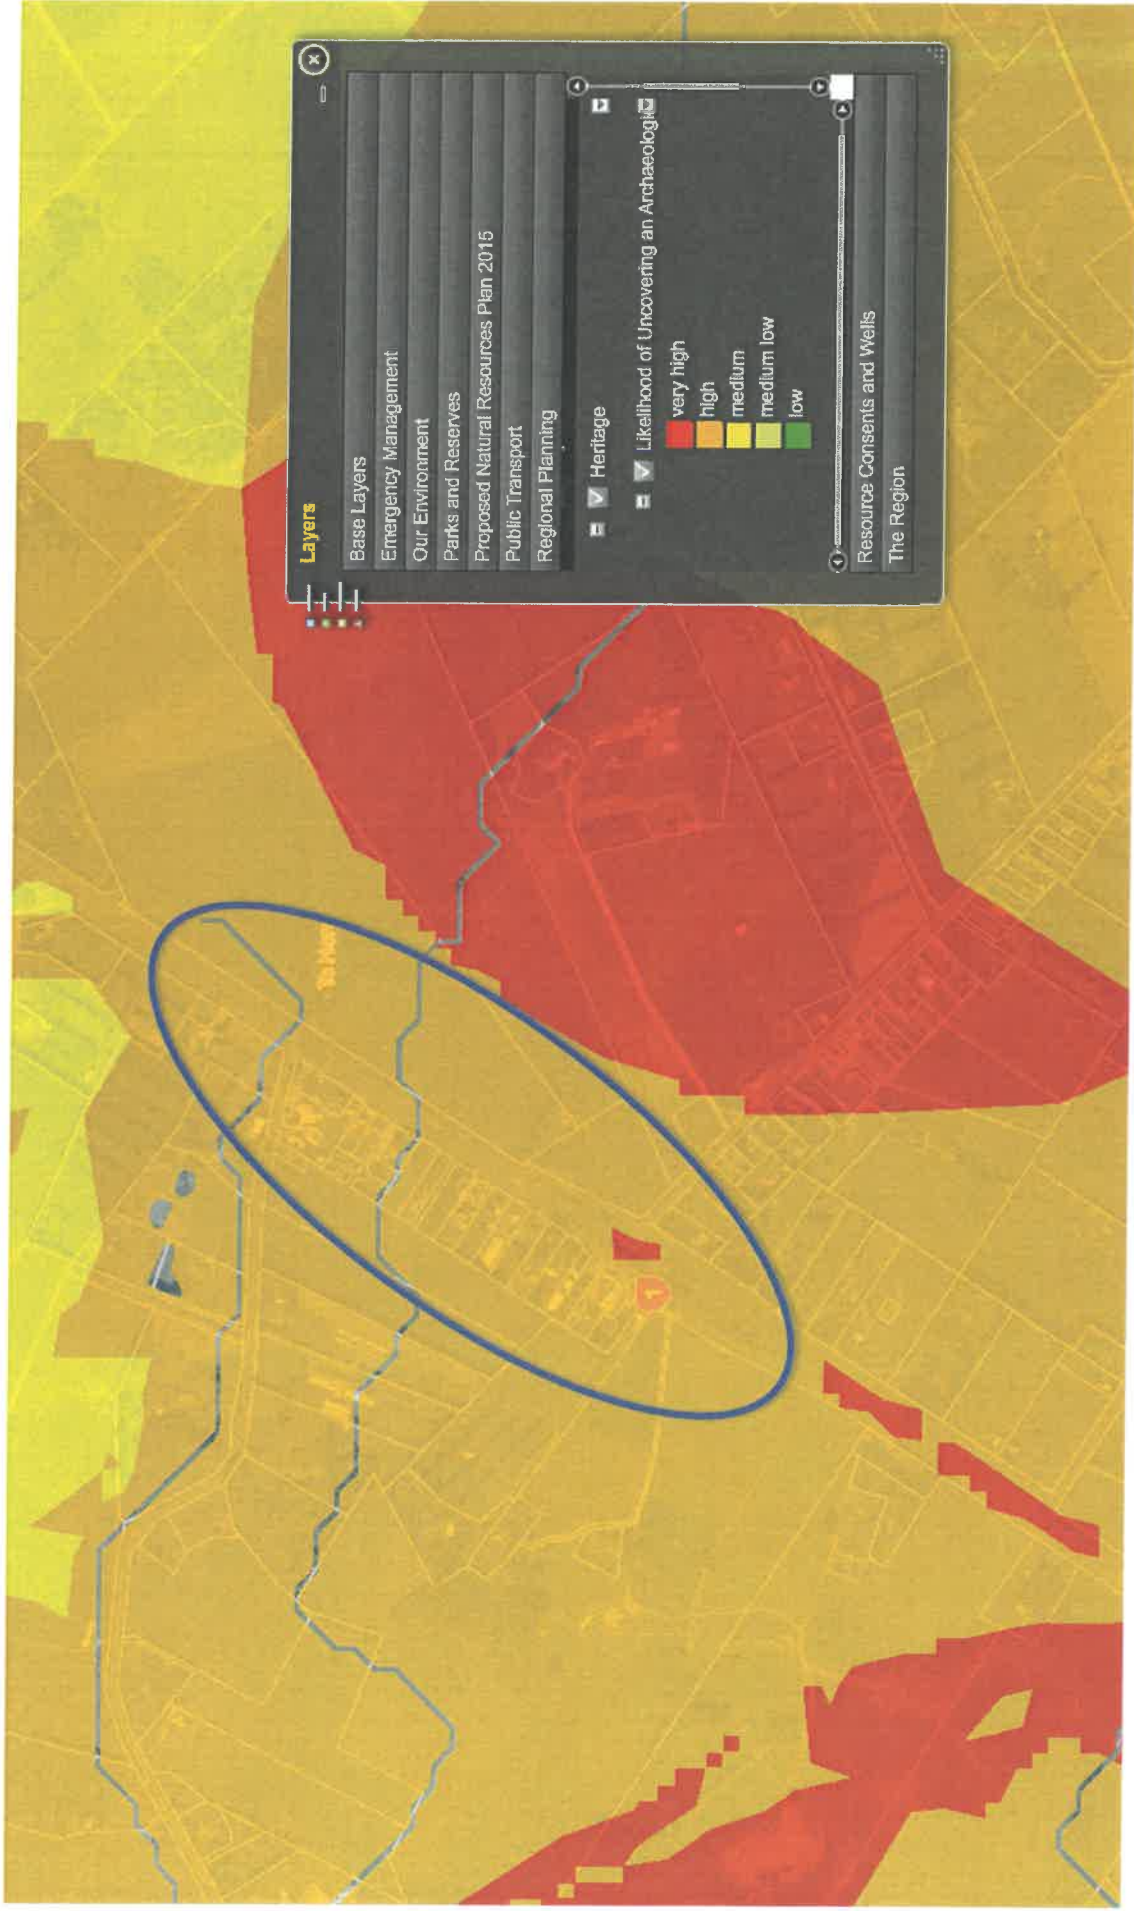 Layers
Base Layers
Emergency Management
Our Environment
Parks and Reserves
Proposed Natural Resources Plan 2015
Public Transport
Regional Planning
Heritage
Likelihood of Uncovering an Archaeologic
very high
high
medium
medium low
low
Resource Consents and Wells
The Region
1